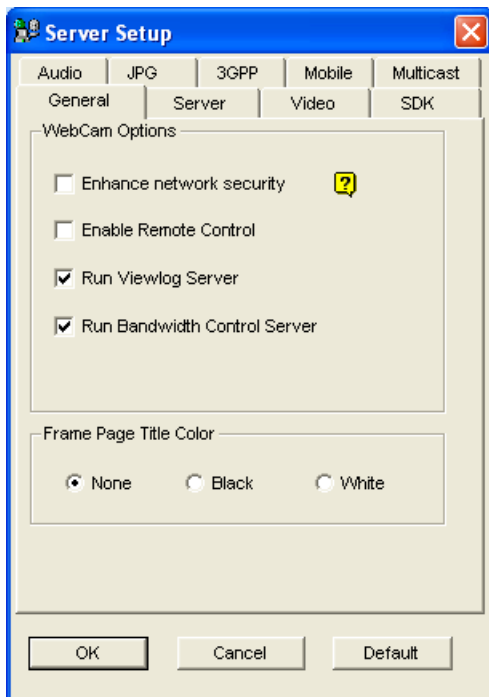 Server Setup
Audio JPG 3GPP Mobile Multicast
General Server Video SDK
WebCam Options
Enhance network security ?
Enable Remote Control
Run Viewlog Server
Run Bandwidth Control Server
Frame Page Title Color
None Black White
OK Cancel Default